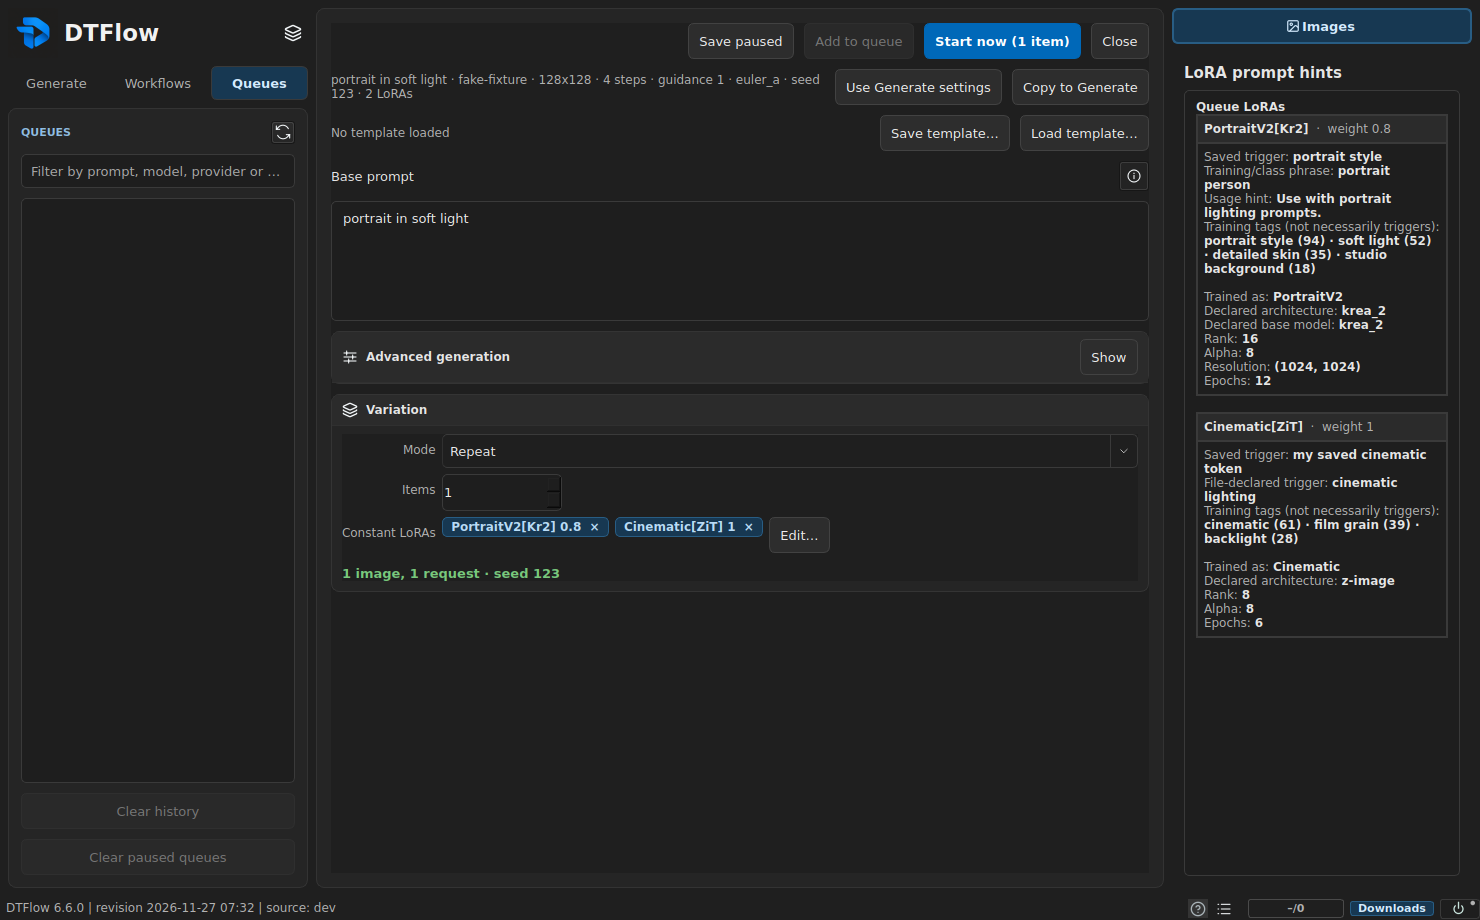 DTFlow
Generate
Workflows
Queues
QUEUES
Filter by prompt, model, provider or ...
Clear history
Clear paused queues
Save paused
Add to queue
Start now (1 item)
Close
portrait in soft light · fake-fixture · 128x128 · 4 steps · guidance 1 · euler_a · seed
123 · 2 LoRAs
Use Generate settings
Copy to Generate
No template loaded
Save template...
Load template...
Base prompt
portrait in soft light
Advanced generation
Show
Variation
Mode
Repeat
Items
1
Constant LoRAs
PortraitV2[Kr2] 0.8 ×
Cinematic[ZiT] 1 ×
Edit...
1 image, 1 request · seed 123
Images
LoRA prompt hints
Queue LoRAs
PortraitV2[Kr2] · weight 0.8
Saved trigger: portrait style
Training/class phrase: portrait
person
Usage hint: Use with portrait
lighting prompts.
Training tags (not necessarily triggers):
portrait style (94) · soft light (52)
· detailed skin (35) · studio
background (18)
Trained as: PortraitV2
Declared architecture: krea_2
Declared base model: krea_2
Rank: 16
Alpha: 8
Resolution: (1024, 1024)
Epochs: 12
Cinematic[ZiT] · weight 1
Saved trigger: my saved cinematic
token
File-declared trigger: cinematic
lighting
Training tags (not necessarily triggers):
cinematic (61) · film grain (39) ·
backlight (28)
Trained as: Cinematic
Declared architecture: z-image
Rank: 8
Alpha: 8
Epochs: 6
DTFlow 6.6.0 | revision 2026-11-27 07:32 | source: dev
-/0
Downloads